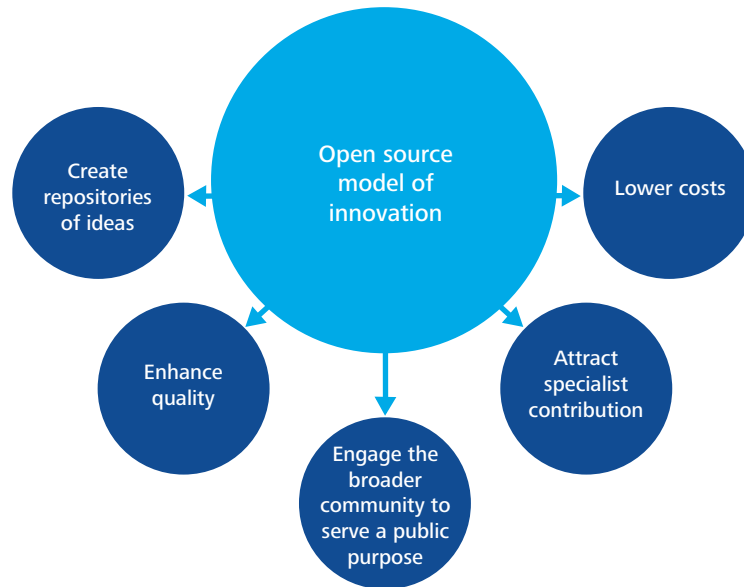 Open source
model of
innovation
Create
repositories
of ideas
Lower costs
Enhance
quality
Attract
specialist
contribution
Engage the
broader
community to
serve a public
purpose